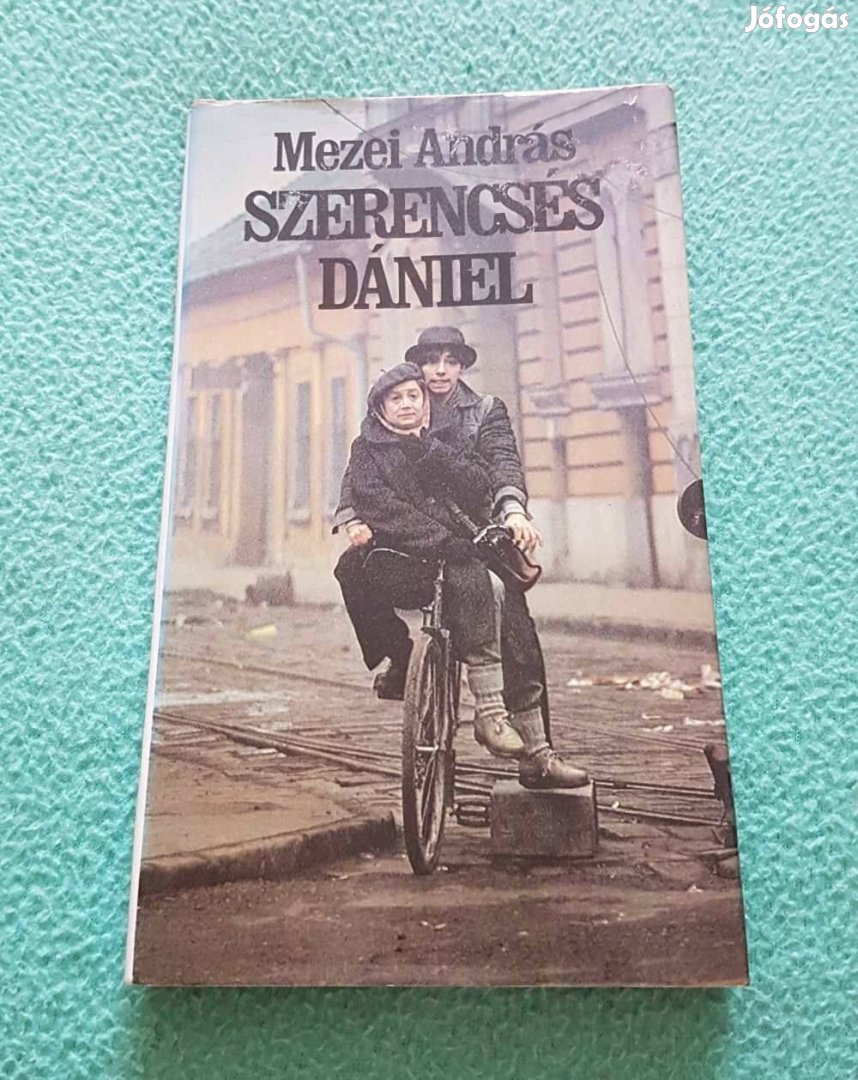 Jófogás
Mezei András
SZERENCSÉS
DÁNIEL